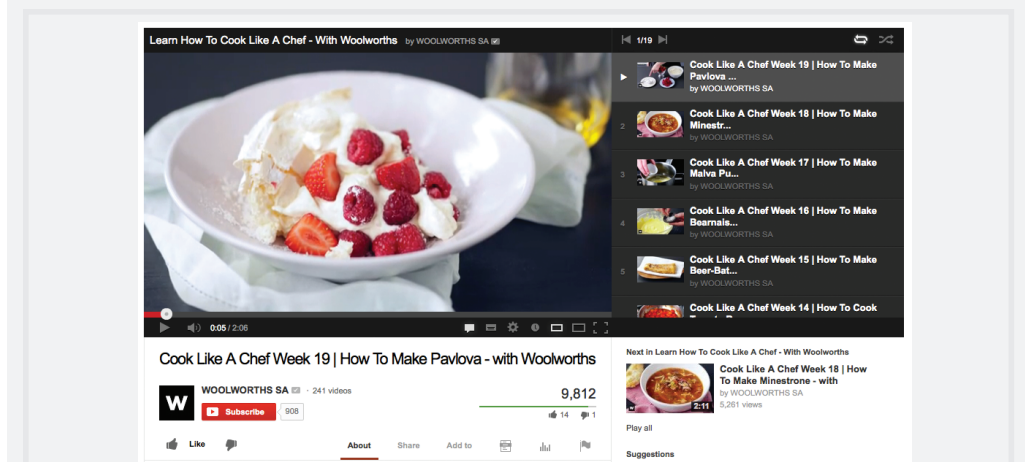 Learn How To Cook Like A Chef - With Woolworths by WOOLWORTHS SA
1/19
Cook Like A Chef Week 19 | How To Make
Pavlova ...
by WOOLWORTHS SA
2
Cook Like A Chef Week 18 | How To Make
Minestr...
by WOOLWORTHS SA
3
Cook Like A Chef Week 17 | How To Make
Malva Pu...
by WOOLWORTHS SA
4
Cook Like A Chef Week 16 | How To Make
Bearnais...
by WOOLWORTHS SA
5
Cook Like A Chef Week 15 | How To Make
Beer-Bat...
by WOOLWORTHS SA
Cook Like A Chef Week 14 | How To Cook
0:05 / 2:06
Cook Like A Chef Week 19 | How To Make Pavlova - with Woolworths
W
WOOLWORTHS SA · 241 videos
Subscribe 908
9,812
14 1
Like
About Share Add to
Next in Learn How To Cook Like A Chef - With Woolworths
Cook Like A Chef Week 18 | How
To Make Minestrone - with
by WOOLWORTHS SA
5,261 views
2:11
Play all
Suggestions